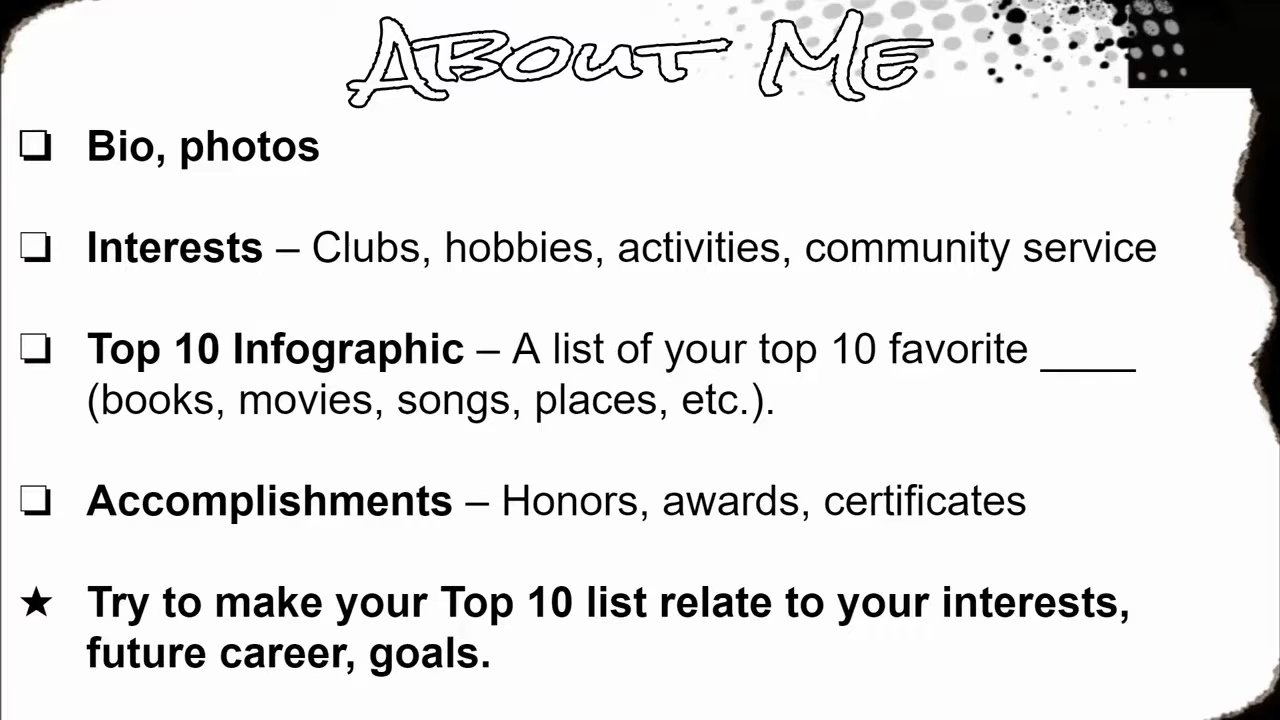 About Me
❏ Bio, photos
❏ Interests – Clubs, hobbies, activities, community service
❏ Top 10 Infographic – A list of your top 10 favorite ____
(books, movies, songs, places, etc.).
❏ Accomplishments – Honors, awards, certificates
★ Try to make your Top 10 list relate to your interests,
future career, goals.